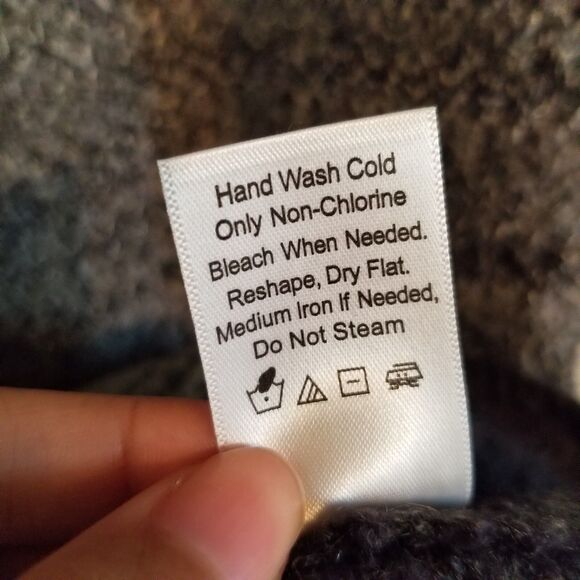 Hand Wash Cold
Only Non-Chlorine
Bleach When Needed.
Reshape, Dry Flat.
Medium Iron If Needed,
Do Not Steam